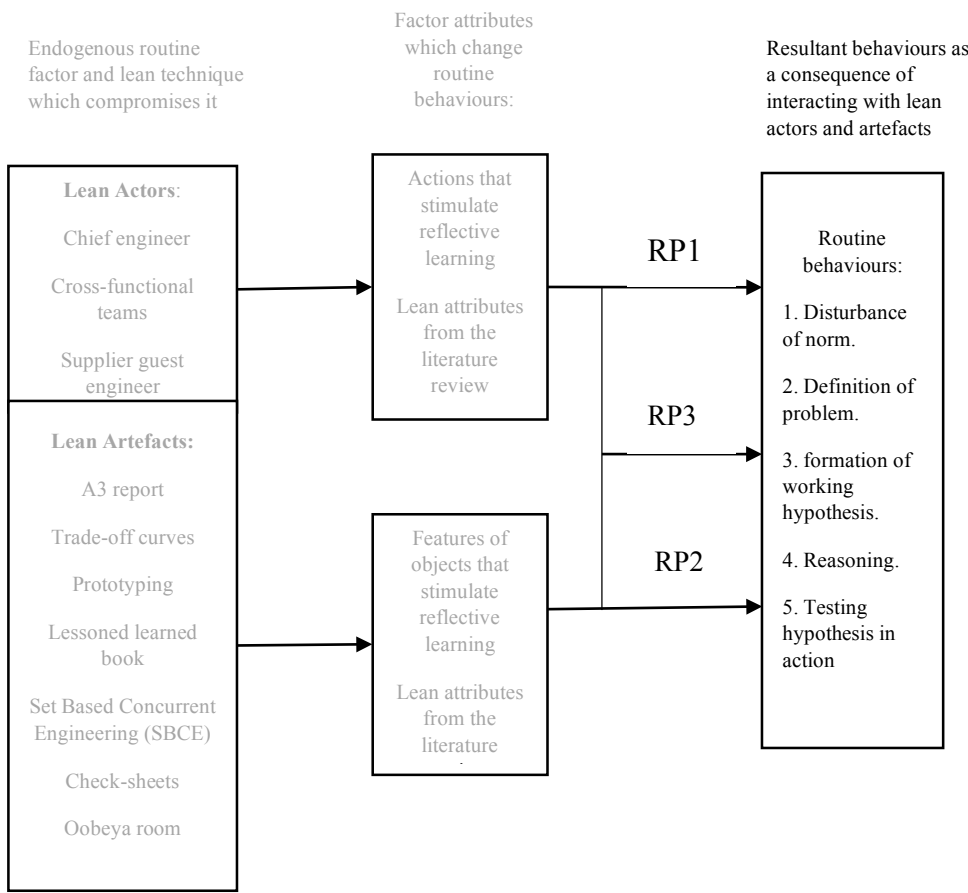 Endogenous routine
factor and lean technique
which compromises it
Factor attributes
which change
routine
behaviours:
Resultant behaviours as
a consequence of
interacting with lean
actors and artefacts
Lean Actors:
Chief engineer
Cross-functional
teams
Supplier guest
engineer
Lean Artefacts:
A3 report
Trade-off curves
Prototyping
Lessoned learned
book
Set Based Concurrent
Engineering (SBCE)
Check-sheets
Oobeya room
Actions that
stimulate
reflective
learning
Lean attributes
from the
literature
review
Features of
objects that
stimulate
reflective
learning
Lean attributes
from the
literature
RP1
RP3
RP2
Routine
behaviours:
1. Disturbance
of norm.
2. Definition of
problem.
3. formation of
working
hypothesis.
4. Reasoning.
5. Testing
hypothesis in
action